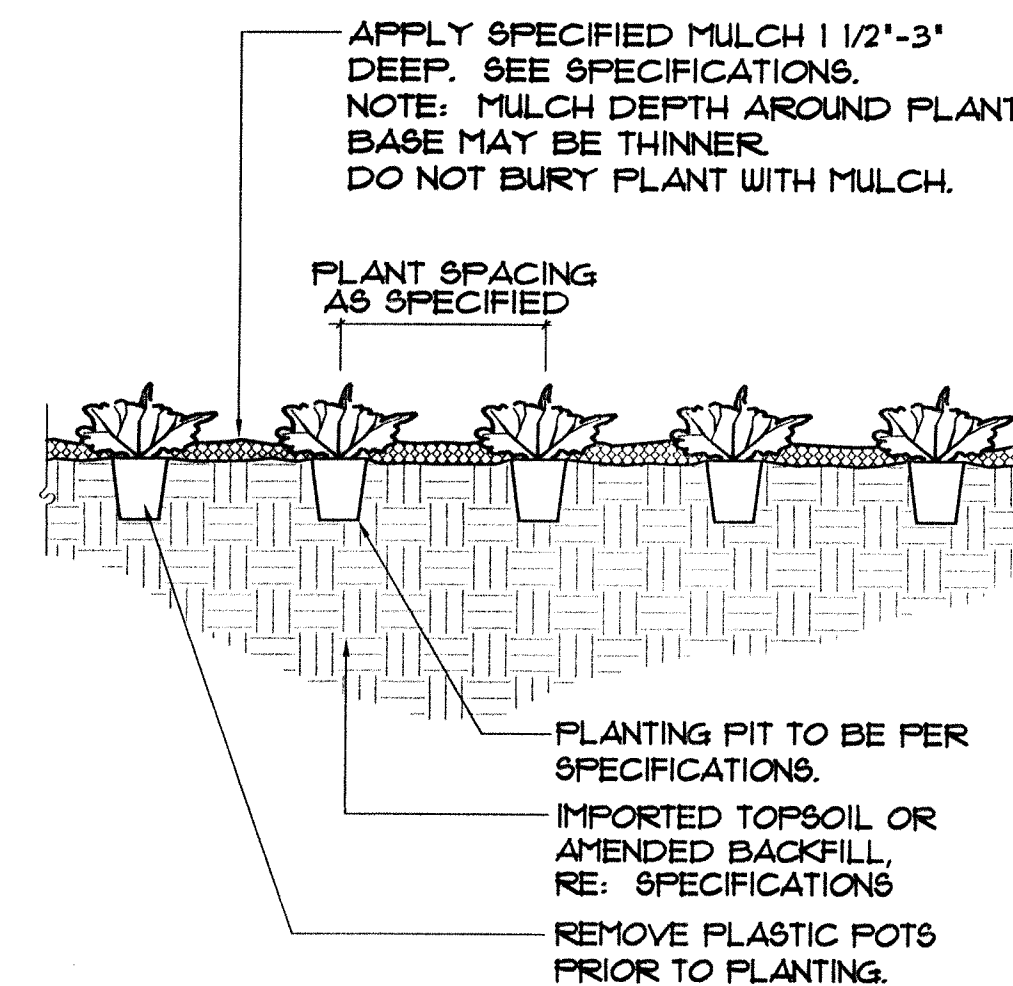 APPLY SPECIFIED MULCH 1 1/2"-3"
DEEP. SEE SPECIFICATIONS.
NOTE: MULCH DEPTH AROUND PLANT
BASE MAY BE THINNER
DO NOT BURY PLANT WITH MULCH.
PLANT SPACING
AS SPECIFIED
PLANTING PIT TO BE PER
SPECIFICATIONS.
IMPORTED TOPSOIL OR
AMENDED BACKFILL,
RE: SPECIFICATIONS
REMOVE PLASTIC POTS
PRIOR TO PLANTING.